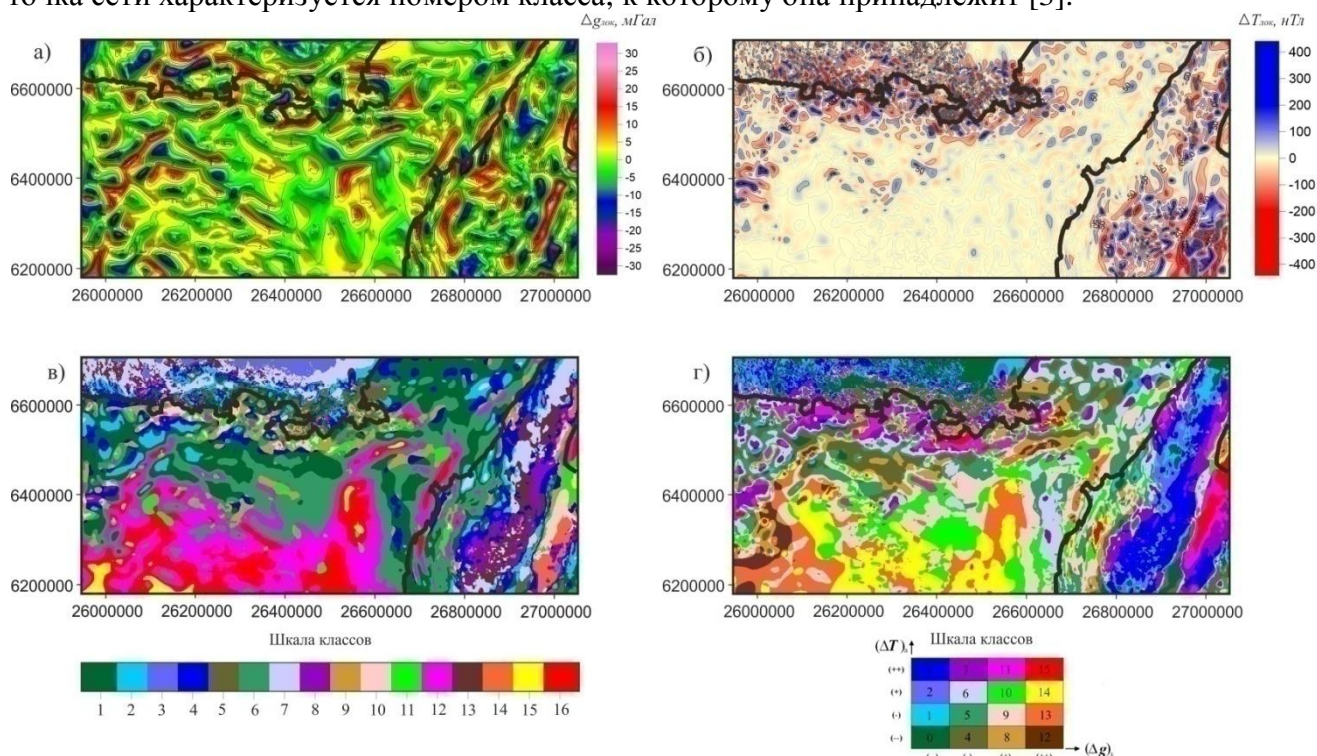 точка сети характеризуется номером класса, к которому она принадлежит [3].
Δgлок, мГал
ΔTлок, нТл
а)
б)
6600000
6400000
6200000
26000000 26200000 26400000 26600000 26800000 27000000
30
25
20
15
10
5
0
-5
-10
-15
-20
-25
-30
6600000
6400000
6200000
26000000 26200000 26400000 26600000 26800000 27000000
400
300
200
100
0
-100
-200
-300
-400
в)
г)
6600000
6400000
6200000
26000000 26200000 26400000 26600000 26800000 27000000
6600000
6400000
6200000
26000000 26200000 26400000 26600000 26800000 27000000
Шкала классов
1 2 3 4 5 6 7 8 9 10 11 12 13 14 15 16
Шкала классов
(ΔT)
(++) 7 11 15
(+) 2 6 10 14
(-) 1 5 9 13
(--) 0 4 8 12
(Δg)